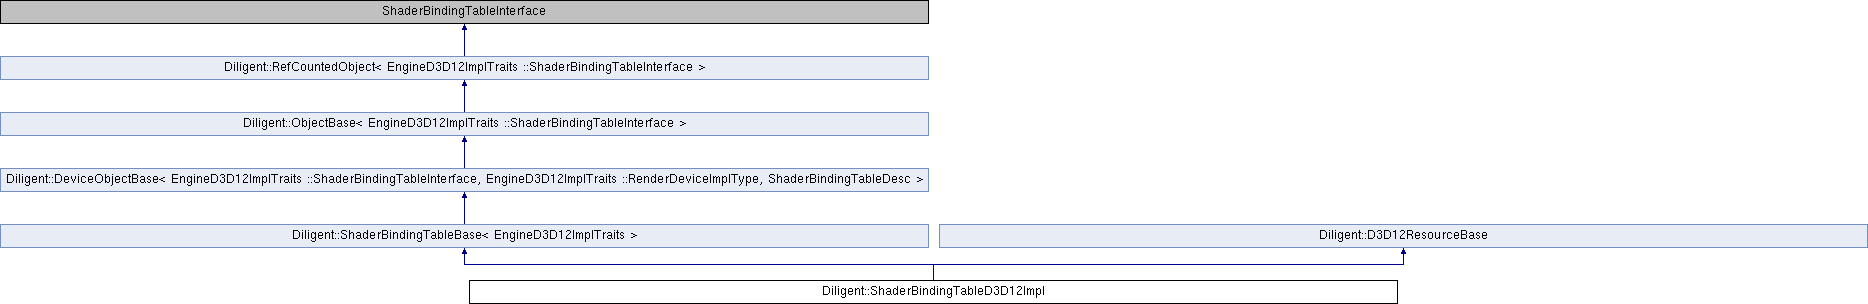 ShaderBindingTableInterface
Diligent::RefCountedObject< EngineD3D12ImplTraits ::ShaderBindingTableInterface >
Diligent::ObjectBase< EngineD3D12ImplTraits ::ShaderBindingTableInterface >
Diligent::DeviceObjectBase< EngineD3D12ImplTraits ::ShaderBindingTableInterface, EngineD3D12ImplTraits ::RenderDeviceImplType, ShaderBindingTableDesc >
Diligent::ShaderBindingTableBase< EngineD3D12ImplTraits >
Diligent::D3D12ResourceBase
Diligent::ShaderBindingTableD3D12Impl